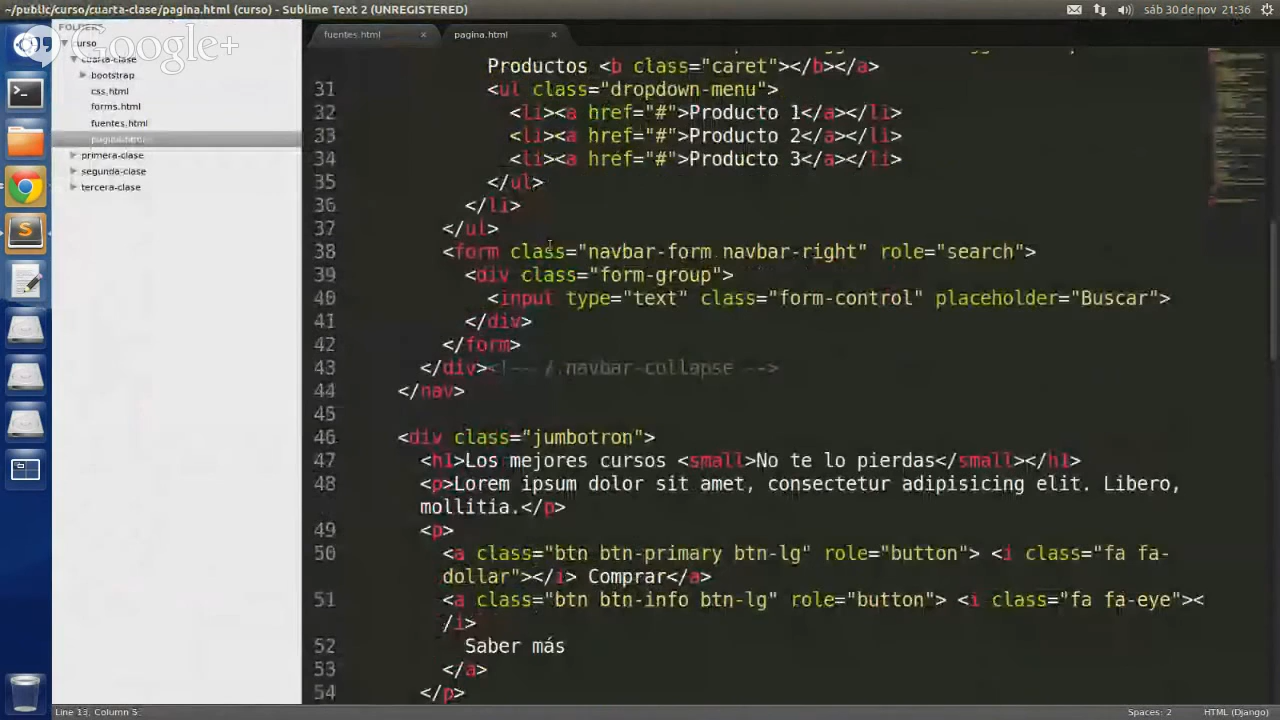 ~/public/curso/cuarta-clase/pagina.html (curso) - Sublime Text 2 (UNREGISTERED)
sáb 30 de nov 21:36
Google+
FOLDERS
curso
cuarta-clase
bootstrap
css.html
forms.html
fuentes.html
pagina.html
primera-clase
segunda-clase
tercera-clase
fuentes.html × pagina.html ×
Productos <b class="caret"></b></a>
31 <ul class="dropdown-menu">
32 <li><a href="#">Producto 1</a></li>
33 <li><a href="#">Producto 2</a></li>
34 <li><a href="#">Producto 3</a></li>
35 </ul>
36 </li>
37 </ul>
38 <form class="navbar-form navbar-right" role="search">
39 <div class="form-group">
40 <input type="text" class="form-control" placeholder="Buscar">
41 </div>
42 </form>
43 </div><!-- /.navbar-collapse -->
44 </nav>
45
46 <div class="jumbotron">
47 <h1>Los mejores cursos <small>No te lo pierdas</small></h1>
48 <p>Lorem ipsum dolor sit amet, consectetur adipisicing elit. Libero,
mollitia.</p>
49 <p>
50 <a class="btn btn-primary btn-lg" role="button"> <i class="fa fa-
dollar"></i> Comprar</a>
51 <a class="btn btn-info btn-lg" role="button"> <i class="fa fa-eye"><
/i>
52 Saber más
53 </a>
54 </p>
Line 13, Column 5
Spaces: 2
HTML (Django)